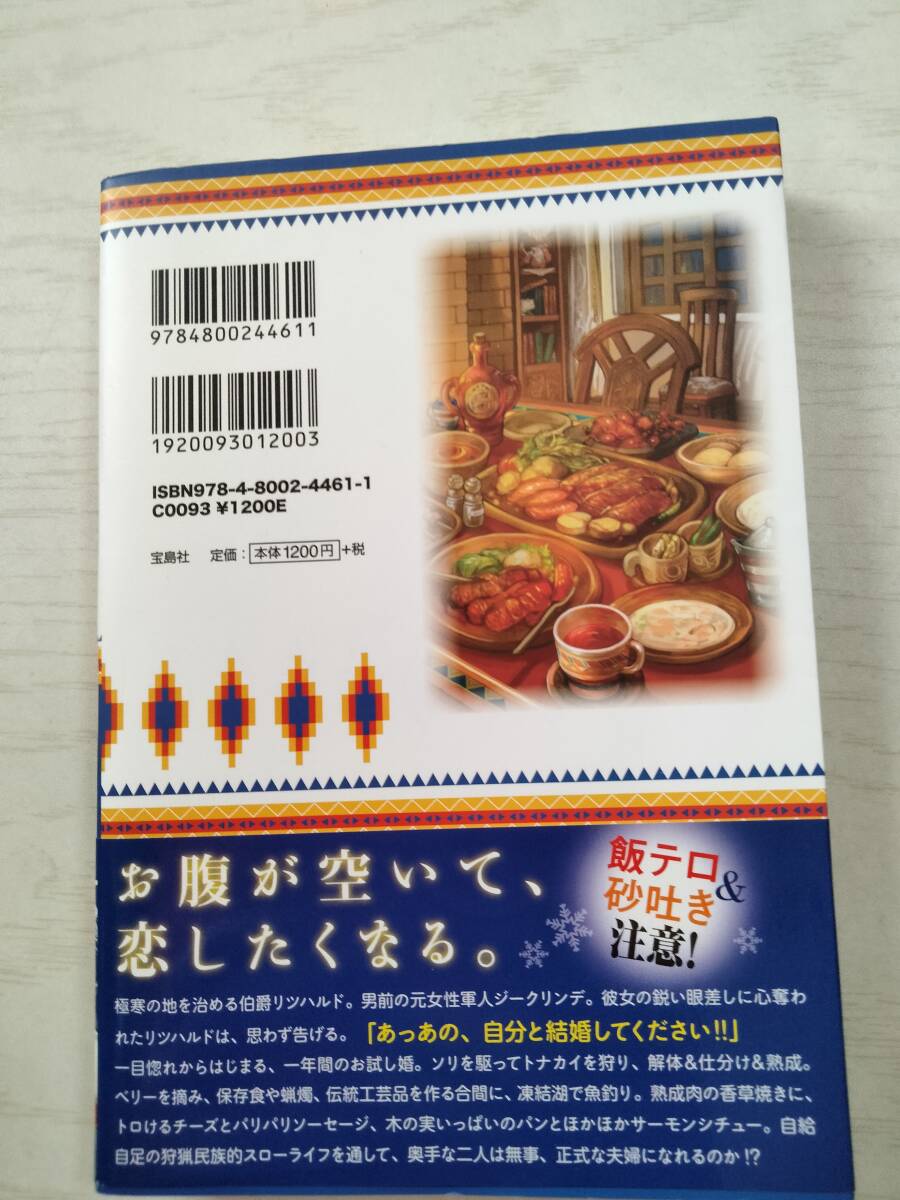 9784800244611
1920093012003
ISBN978-4-8002-4461-1
C0093 ¥1200E
宝島社 定価：本体1200円+税
お腹が空いて、
恋したくなる。
飯テロ
&
砂吐き
注意!
極寒の地を治める伯爵リツハルド。男前の元女性軍人ジークリンデ。彼女の鋭い眼差しに心奪わ
れたリツハルドは、思わず告げる。「あっあの、自分と結婚してください!!」
一目惚れからはじまる、一年間のお試し婚。ソリを駆ってトナカイを狩り、解体&仕分け&熟成。
ベリーを摘み、保存食や蝋燭、伝統工芸品を作る合間に、凍結湖で魚釣り。熟成肉の香草焼きに、
トロけるチーズとパリパリソーセージ、木の実いっぱいのパンとほかほかサーモンシチュー。自給
自足の狩猟民族的スローライフを通して、奥手な二人は無事、正式な夫婦になれるのか!?